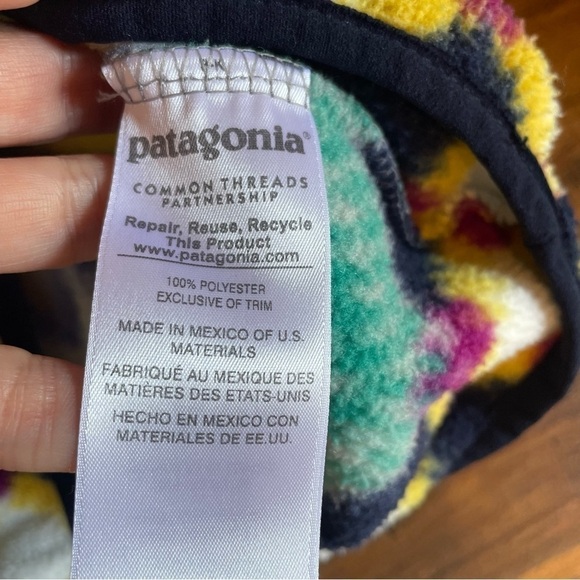 patagonia®
COMMON THREADS
PARTNERSHIP
Repair, Reuse, Recycle
This Product
www.patagonia.com
100% POLYESTER
EXCLUSIVE OF TRIM
MADE IN MEXICO OF U.S.
MATERIALS
FABRIQUÉ AU MEXIQUE DES
MATIÈRES DES ETATS-UNIS
HECHO EN MEXICO CON
MATERIALES DE EE.UU.